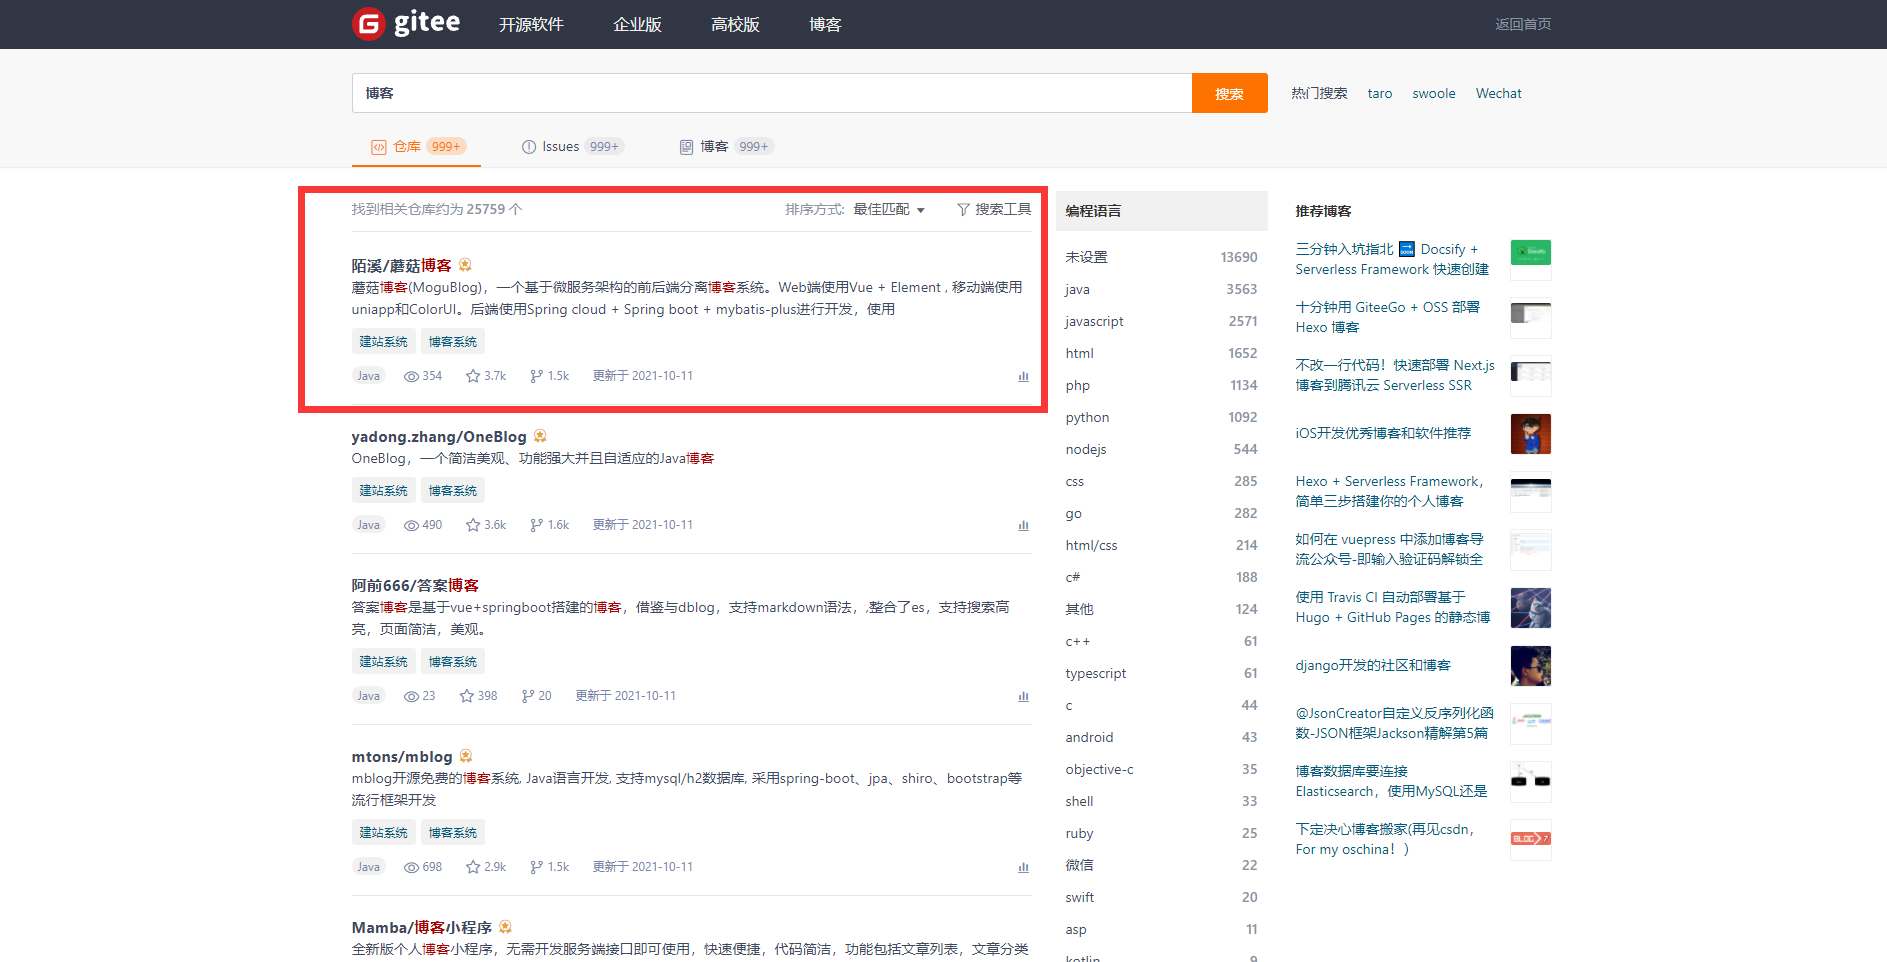 gitee 开源软件 企业版 高校版 博客 返回首页
博客 搜索 热门搜索 taro swoole Wechat
仓库 999+ Issues 999+ 博客 999+
找到相关仓库约为 25759 个 排序方式: 最佳匹配 搜索工具
陌溪/蘑菇博客
蘑菇博客(MoguBlog)，一个基于微服务架构的前后端分离博客系统。Web端使用Vue + Element , 移动端使用
uniapp和ColorUI。后端使用Spring cloud + Spring boot + mybatis-plus进行开发，使用
建站系统 博客系统
Java 354 3.7k 1.5k 更新于 2021-10-11
yadong.zhang/OneBlog
OneBlog，一个简洁美观、功能强大并且自适应的Java博客
建站系统 博客系统
Java 490 3.6k 1.6k 更新于 2021-10-11
阿前666/答案博客
答案博客是基于vue+springboot搭建的博客，借鉴与dblog，支持markdown语法，,整合了es，支持搜索高
亮，页面简洁，美观。
建站系统 博客系统
Java 23 398 20 更新于 2021-10-11
mtons/mblog
mblog开源免费的博客系统, Java语言开发, 支持mysql/h2数据库, 采用spring-boot、jpa、shiro、bootstrap等
流行框架开发
建站系统 博客系统
Java 698 2.9k 1.5k 更新于 2021-10-11
Mamba/博客小程序
全新版个人博客小程序，无需开发服务端接口即可使用，快速便捷，代码简洁，功能包括文章列表，文章分类
编程语言
未设置 13690
java 3563
javascript 2571
html 1652
php 1134
python 1092
nodejs 544
css 285
go 282
html/css 214
c# 188
其他 124
c++ 61
typescript 61
c 44
android 43
objective-c 35
shell 33
ruby 25
微信 22
swift 20
asp 11
kotlin 9
推荐博客
三分钟入坑指北 🔜 Docsify +
Serverless Framework 快速创建
十分钟用 GiteeGo + OSS 部署
Hexo 博客
不改一行代码！快速部署 Next.js
博客到腾讯云 Serverless SSR
iOS开发优秀博客和软件推荐
Hexo + Serverless Framework，
简单三步搭建你的个人博客
如何在 vuepress 中添加博客导
流公众号-即输入验证码解锁全
使用 Travis CI 自动部署基于
Hugo + GitHub Pages 的静态博
django开发的社区和博客
@JsonCreator自定义反序列化函
数-JSON框架Jackson精解第5篇
博客数据库要连接
Elasticsearch，使用MySQL还是
下定决心博客搬家(再见csdn，
For my oschina！)
BLOG 7